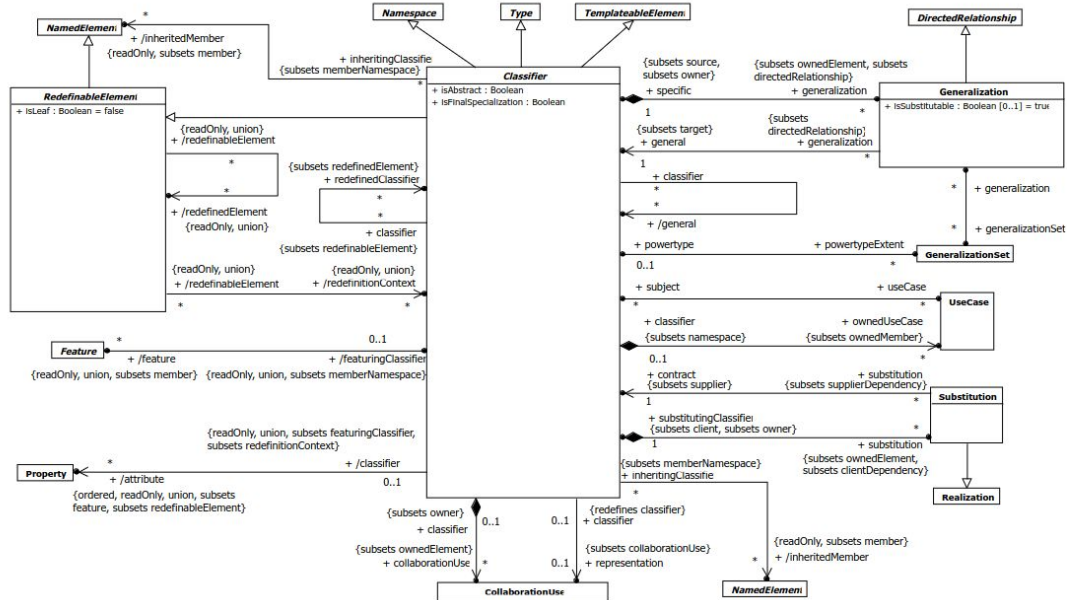 Namespace
Type
TemplateableElement
DirectedRelationship
NamedElement
*
+ /inheritedMember
{readOnly, subsets member}
+ inheritingClassifie
{subsets memberNamespace}
*
Classifier
+ isAbstract : Boolean
+ isFinalSpecialization : Boolean
RedefinableElement
+ isLeaf : Boolean = false
{readOnly, union}
+ /redefinableElement
*
*
+ /redefinedElement
{readOnly, union}
{subsets redefinedElement}
+ redefinedClassifier
*
*
+ classifier
{subsets redefinableElement}
{readOnly, union}
+ /redefinableElement
*
{readOnly, union}
+ /redefinitionContext
*
Feature
*
+ /feature
{readOnly, union, subsets member}
0..1
+ /featuringClassifier
{readOnly, union, subsets memberNamespace}
{readOnly, union, subsets featuringClassifier,
subsets redefinitionContext}
+ /classifier
0..1
Property
*
+ /attribute
{ordered, readOnly, union, subsets
feature, subsets redefinableElement}
{subsets source,
subsets owner}
+ specific
1
{subsets ownedElement, subsets
directedRelationship}
+ generalization
*
Generalization
+ isSubstitutable : Boolean [0..1] = true
{subsets target}
+ general
1
{subsets
directedRelationship}
+ generalization
*
+ classifier
*
*
+ /general
*
+ generalization
*
+ generalizationSet
+ powertype
0..1
+ powertypeExtent
*
GeneralizationSet
+ subject
*
+ useCase
*
UseCase
+ classifier
{subsets namespace}
0..1
+ ownedUseCase
{subsets ownedMember}
*
+ contract
{subsets supplier}
1
+ substitution
{subsets supplierDependency}
*
Substitution
+ substitutingClassifier
{subsets client, subsets owner}
1
*
+ substitution
{subsets ownedElement,
subsets clientDependency}
Realization
{subsets memberNamespace}
+ inheritingClassifie
*
{readOnly, subsets member}
+ /inheritedMember
*
NamedElement
{subsets owner}
+ classifier
0..1
{subsets ownedElement}
+ collaborationUse
*
0..1
{redefines classifier}
+ classifier
{subsets collaborationUse}
+ representation
0..1
CollaborationUse